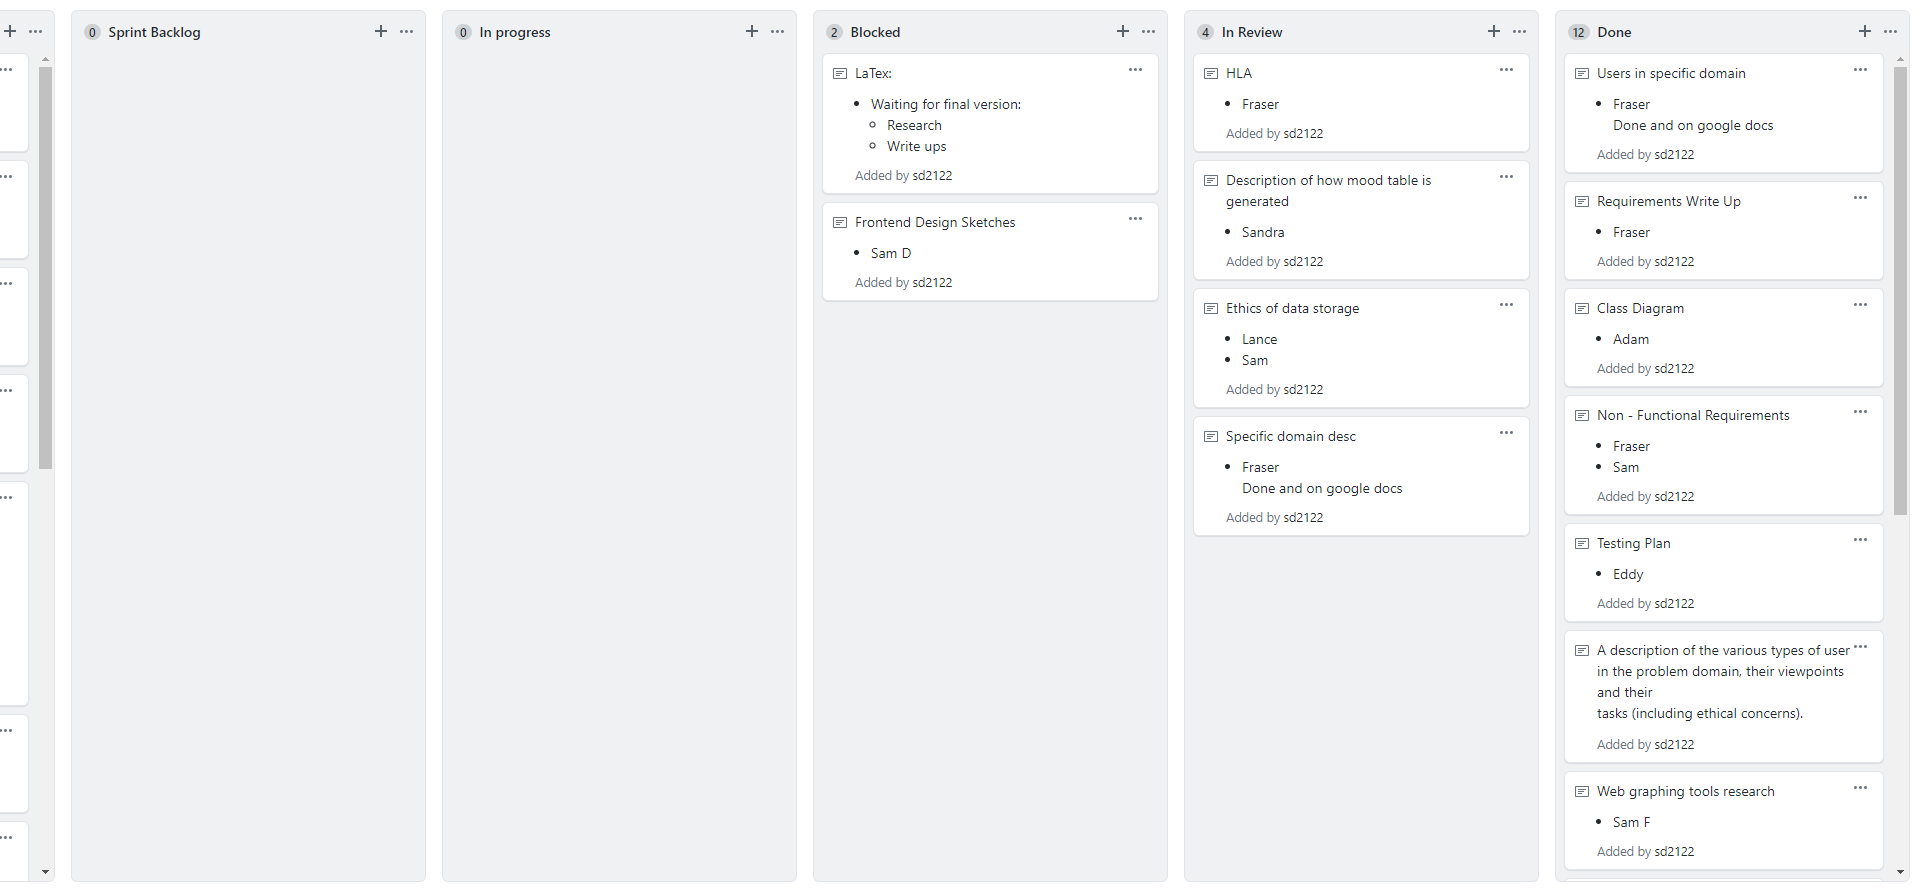 0 Sprint Backlog
0 In progress
2 Blocked
LaTex:
Waiting for final version:
Research
Write ups
Added by sd2122
Frontend Design Sketches
Sam D
Added by sd2122
4 In Review
HLA
Fraser
Added by sd2122
Description of how mood table is
generated
Sandra
Added by sd2122
Ethics of data storage
Lance
Sam
Added by sd2122
Specific domain desc
Fraser
Done and on google docs
Added by sd2122
12 Done
Users in specific domain
Fraser
Done and on google docs
Added by sd2122
Requirements Write Up
Fraser
Added by sd2122
Class Diagram
Adam
Added by sd2122
Non - Functional Requirements
Fraser
Sam
Added by sd2122
Testing Plan
Eddy
Added by sd2122
A description of the various types of user
in the problem domain, their viewpoints
and their
tasks (including ethical concerns).
Added by sd2122
Web graphing tools research
Sam F
Added by sd2122